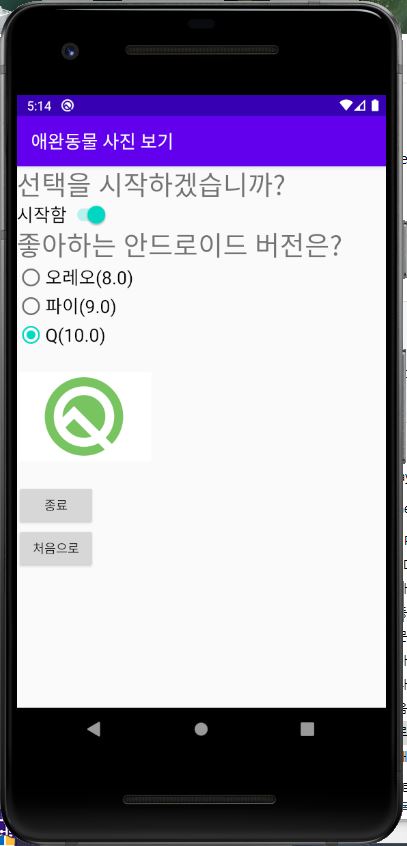 5:14
애완동물 사진 보기
선택을 시작하겠습니까?
시작함
좋아하는 안드로이드 버전은?
오레오(8.0)
파이(9.0)
Q(10.0)
종료
처음으로